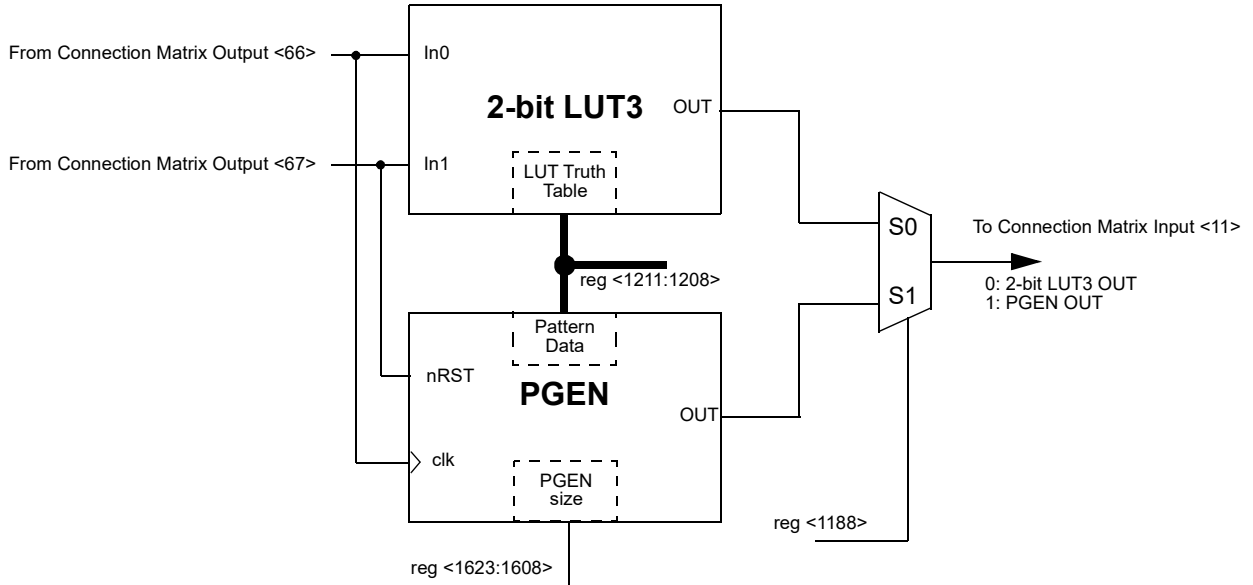 From Connection Matrix Output <66>
In0
2-bit LUT3
OUT
From Connection Matrix Output <67>
In1
LUT Truth
Table
S0
To Connection Matrix Input <11>
reg <1211:1208>
0: 2-bit LUT3 OUT
1: PGEN OUT
S1
Pattern
Data
nRST
PGEN
OUT
clk
PGEN
size
reg <1188>
reg <1623:1608>